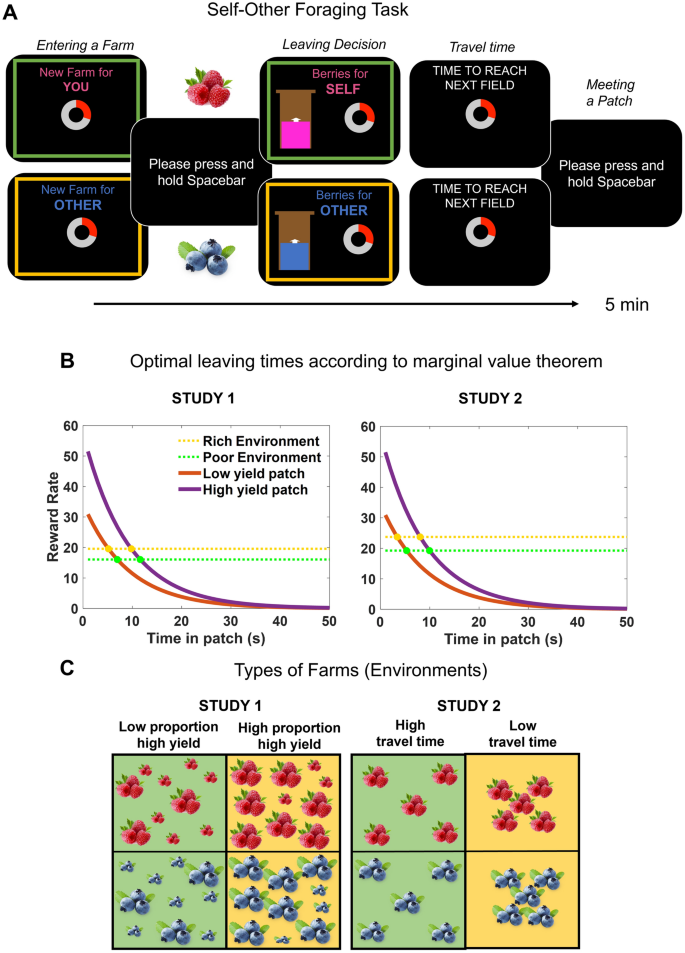 A
Self-Other Foraging Task
Entering a Farm
Leaving Decision
Travel time
Meeting
a Patch
New Farm for
YOU
Berries for
SELF
TIME TO REACH
NEXT FIELD
Please press and
hold Spacebar
Please press and
hold Spacebar
New Farm for
OTHER
Berries for
OTHER
TIME TO REACH
NEXT FIELD
5 min
B
Optimal leaving times according to marginal value theorem
STUDY 1
STUDY 2
Reward Rate
60
50
40
30
20
10
0
Rich Environment
Poor Environment
Low yield patch
High yield patch
0
10
20
30
40
50
Time in patch (s)
60
50
40
30
20
10
0
0
10
20
30
40
50
Time in patch (s)
C
Types of Farms (Environments)
STUDY 1
STUDY 2
Low proportion
high yield
High proportion
high yield
High
travel time
Low
travel time